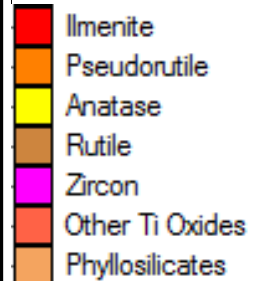 Ilmenite
Pseudorutile
Anatase
Rutile
Zircon
Other Ti Oxides
Phyllosilicates